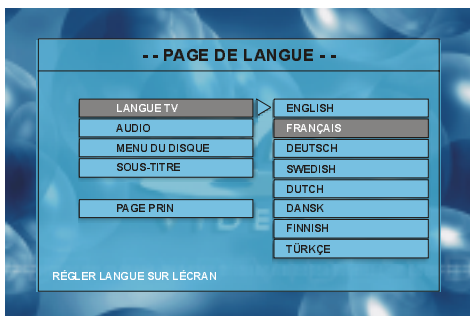 - - PAGE DE LANGUE - -
LANGUE TV
AUDIO
MENU DU DISQUE
SOUS-TITRE
PAGE PRIN
ENGLISH
FRANÇAIS
DEUTSCH
SWEDISH
DUTCH
DANSK
FINNISH
TÜRKÇE
RÉGLER LANGUE SUR LÉCRAN